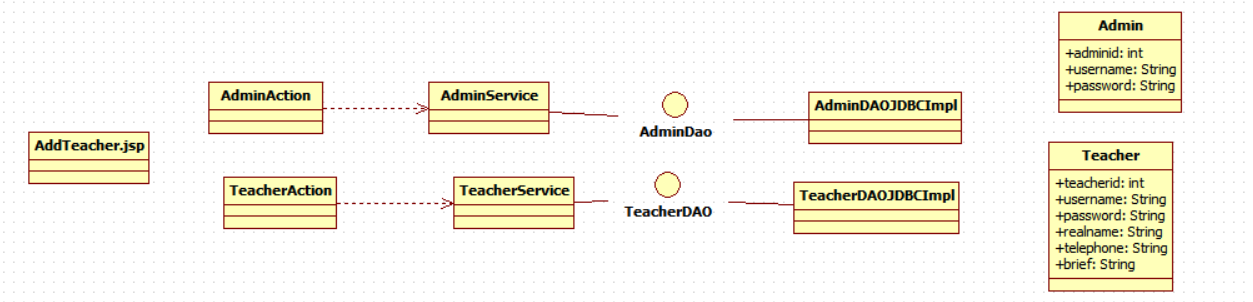 AddTeacher.jsp
AdminAction
AdminService
AdminDao
AdminDAOJDBCImpl
TeacherAction
TeacherService
TeacherDAO
TeacherDAOJDBCImpl
Admin
+adminid: int
+username: String
+password: String
Teacher
+teacherid: int
+username: String
+password: String
+realname: String
+telephone: String
+brief: String